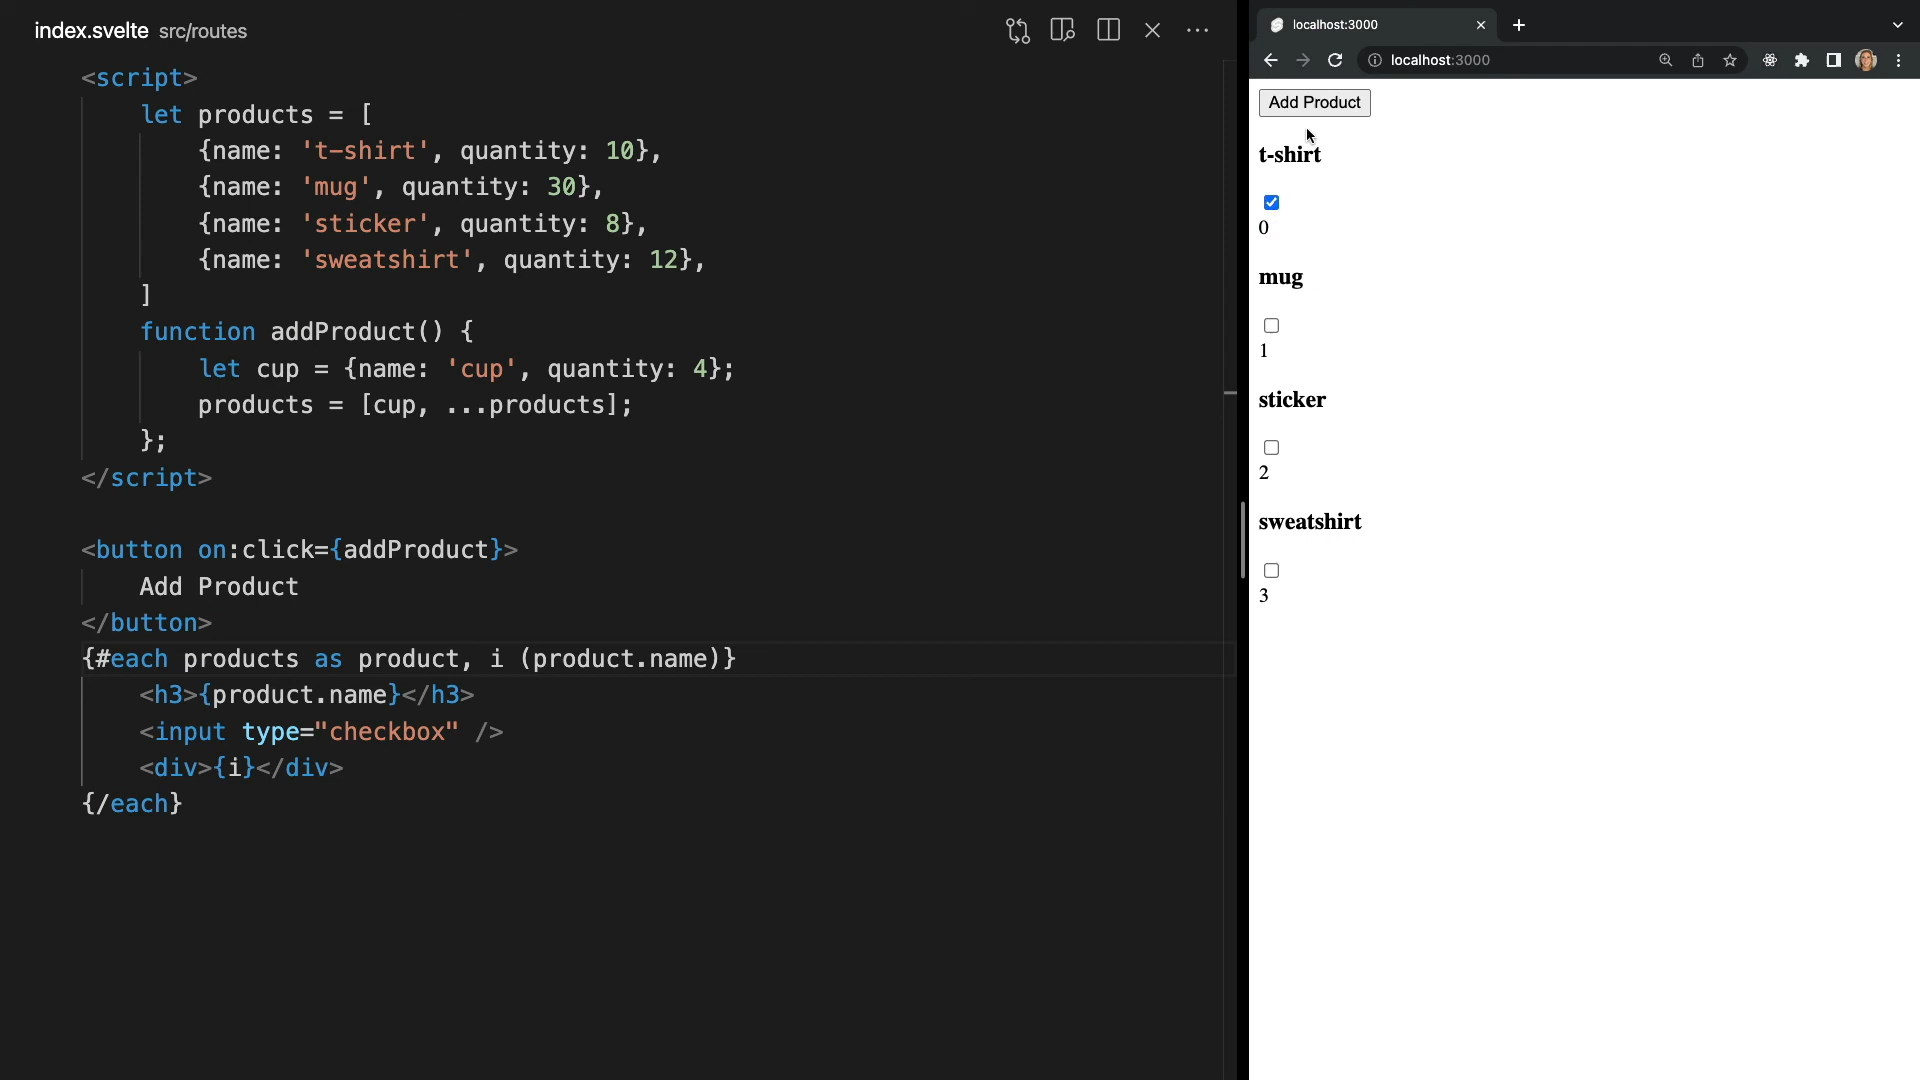 index.svelte src/routes
<script>
let products = [
{name: 't-shirt', quantity: 10},
{name: 'mug', quantity: 30},
{name: 'sticker', quantity: 8},
{name: 'sweatshirt', quantity: 12},
]
function addProduct() {
let cup = {name: 'cup', quantity: 4};
products = [cup, ...products];
};
</script>
<button on:click={addProduct}>
Add Product
</button>
{#each products as product, i (product.name)}
<h3>{product.name}</h3>
<input type="checkbox" />
<div>{i}</div>
{/each}
localhost:3000
localhost:3000
Add Product
t-shirt
0
mug
1
sticker
2
sweatshirt
3